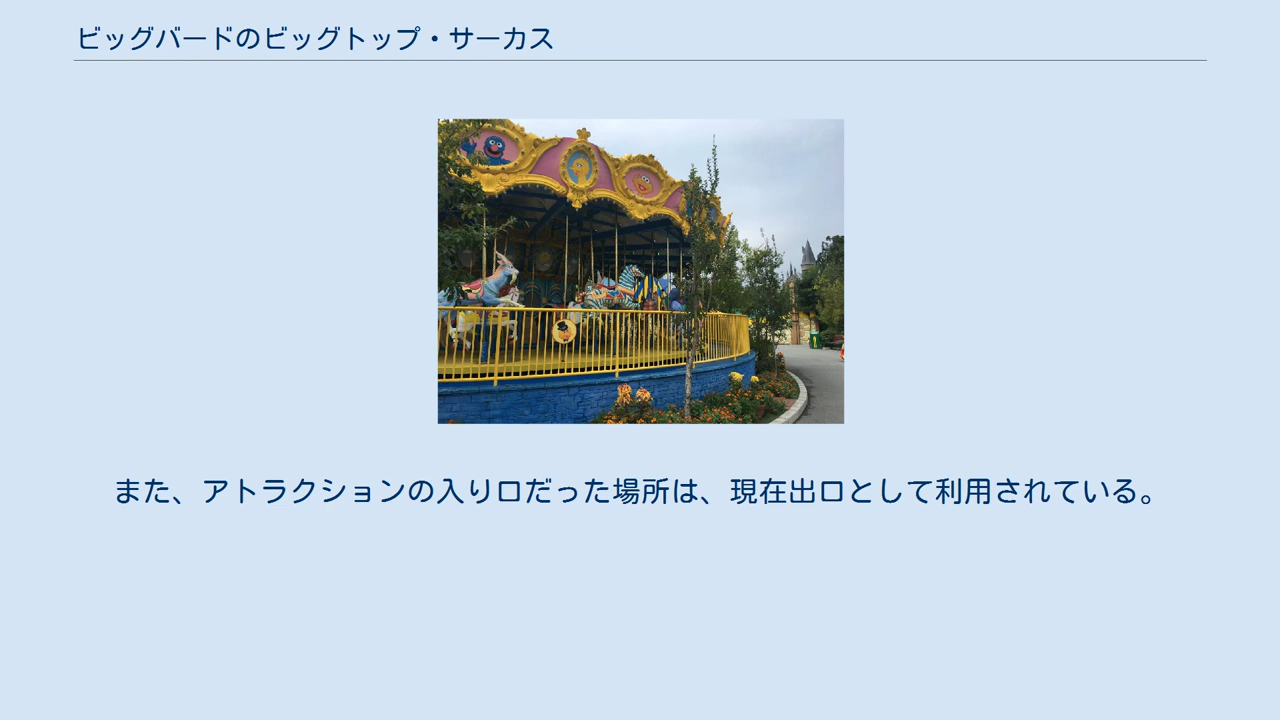 ビッグバードのビッグトップ・サーカス
また、アトラクションの入り口だった場所は、現在出口として利用されている。